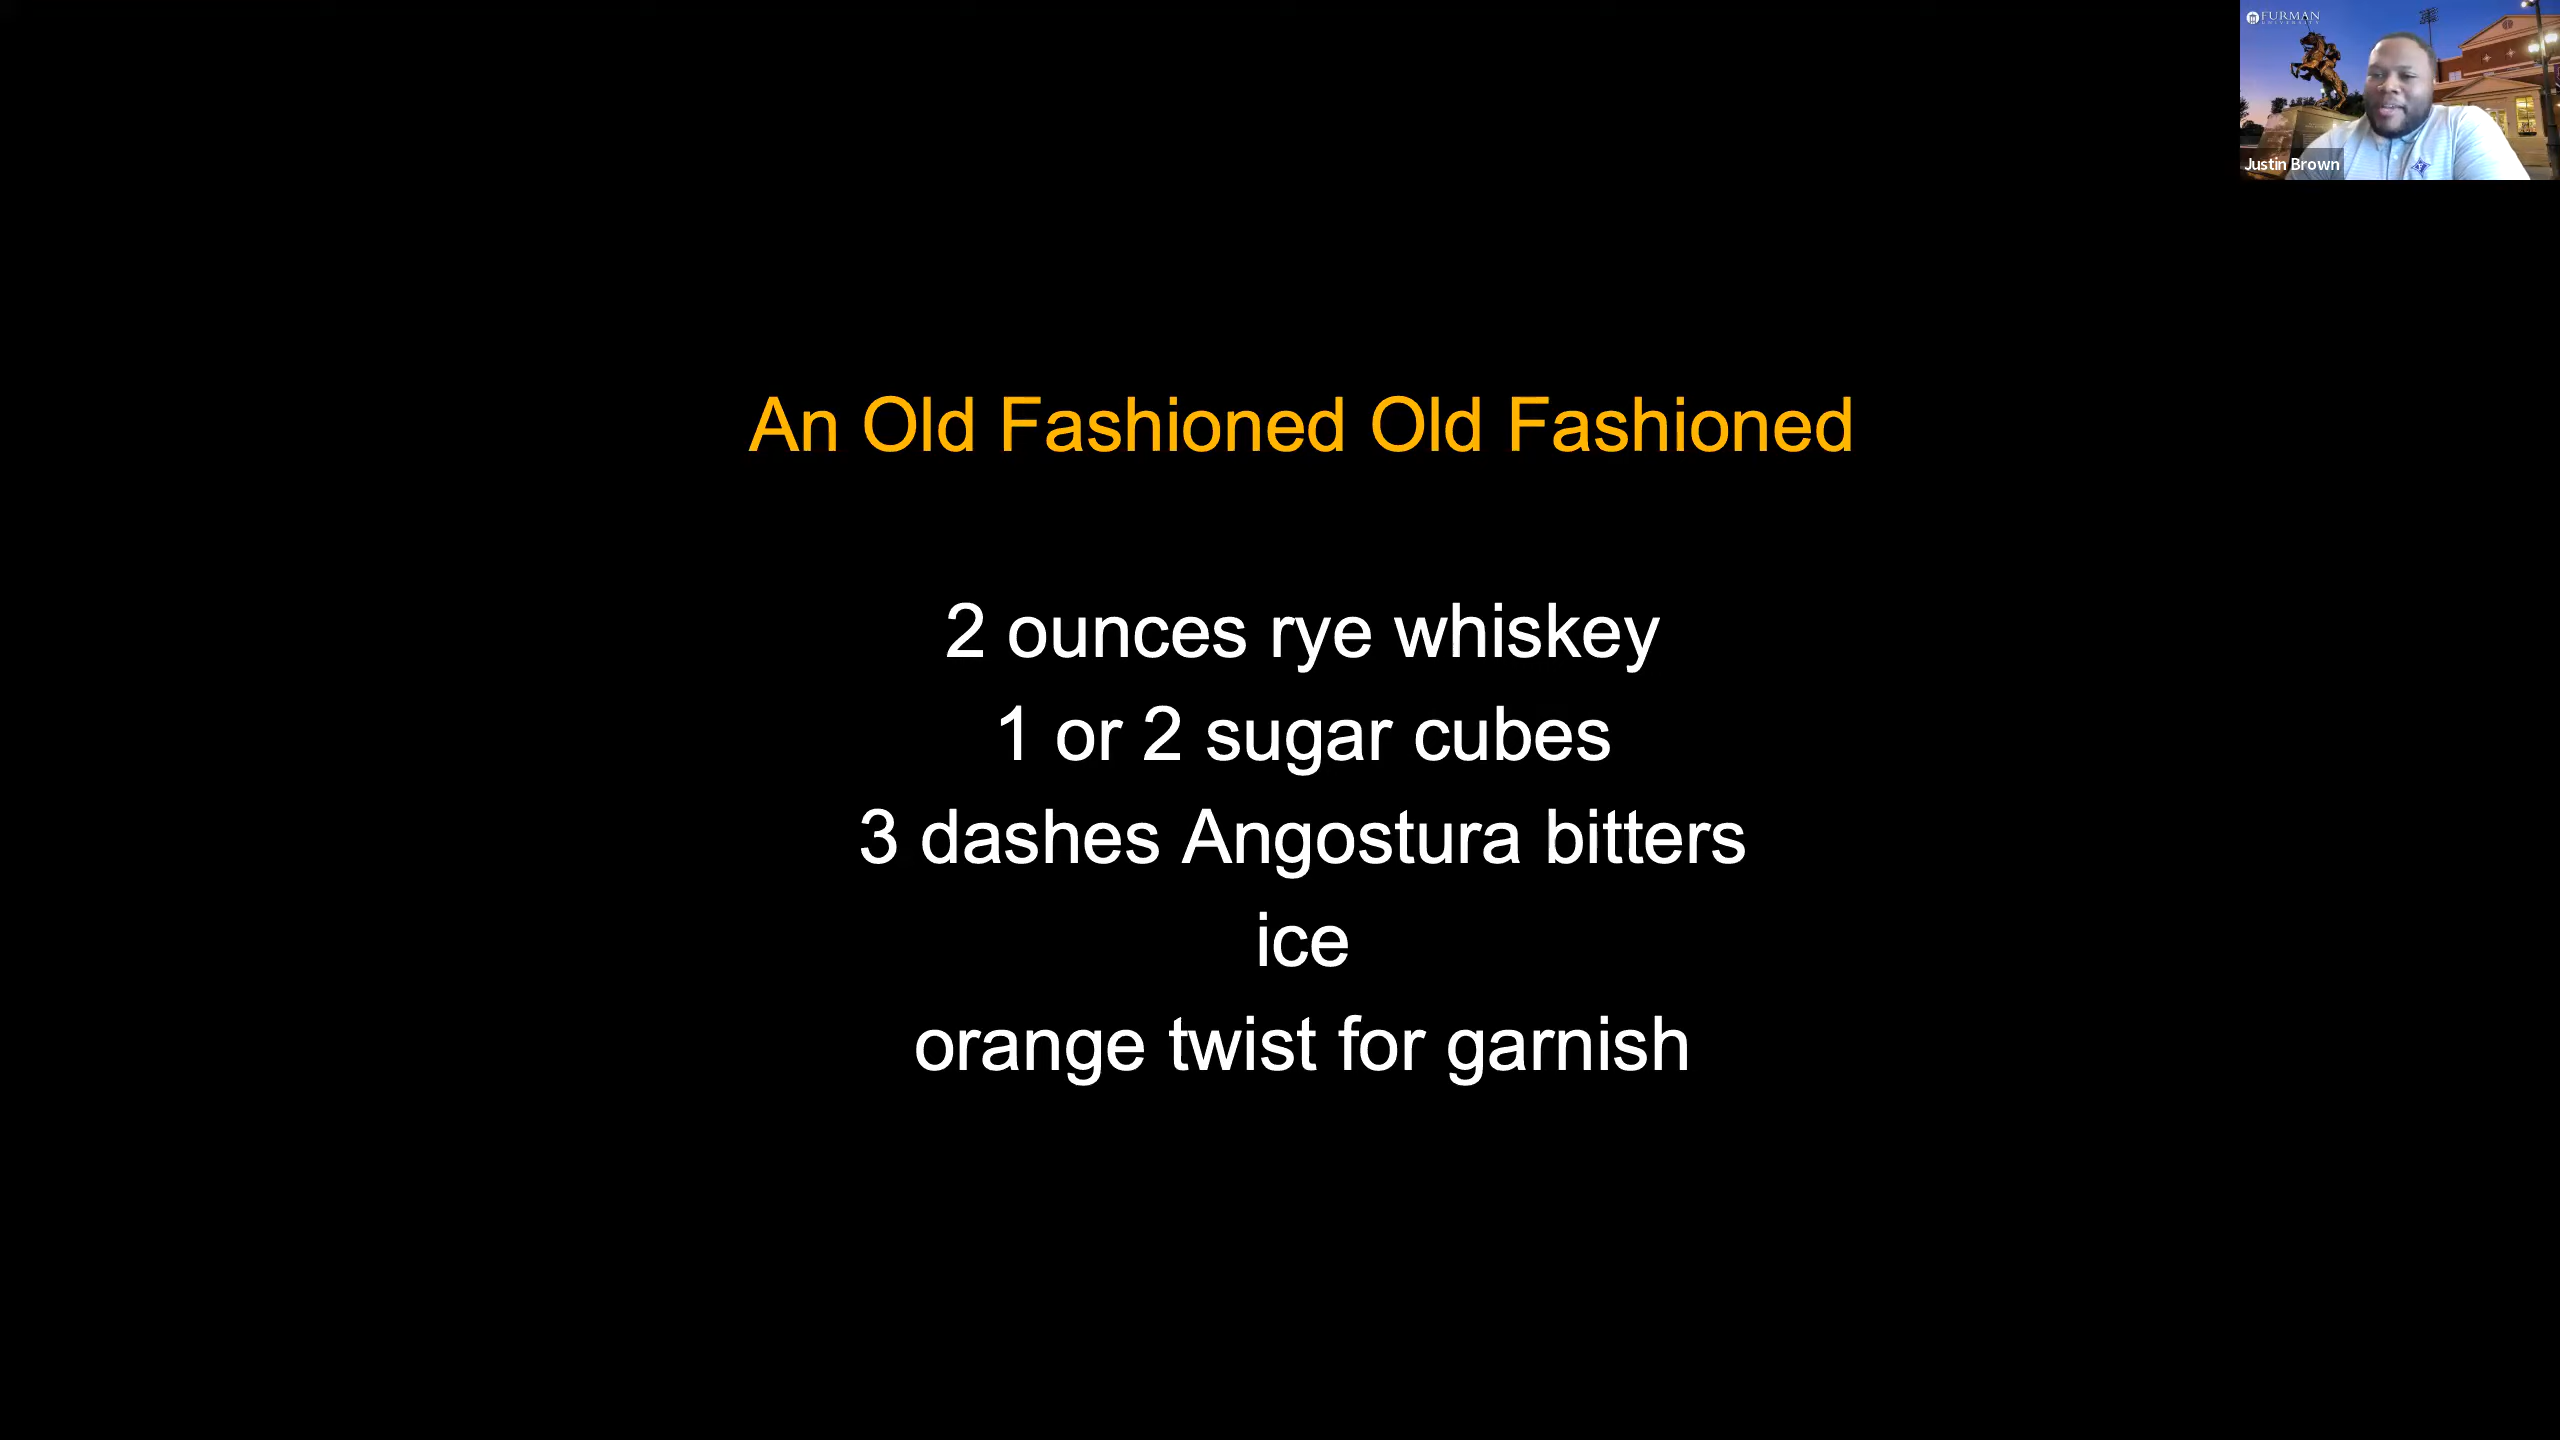 An Old Fashioned Old Fashioned
2 ounces rye whiskey
1 or 2 sugar cubes
3 dashes Angostura bitters
ice
orange twist for garnish
FURMAN
UNIVERSITY
Justin Brown